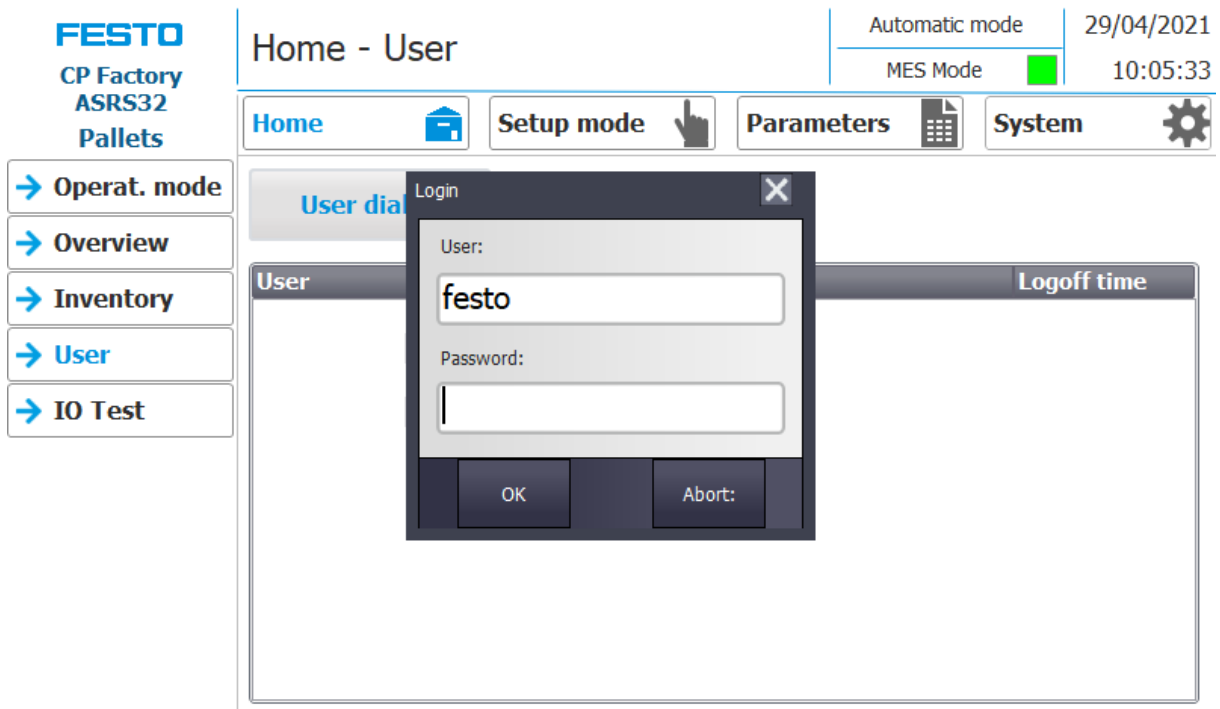 FESTO
CP Factory
ASRS32
Pallets
Home - User
Automatic mode
29/04/2021
MES Mode
10:05:33
Home
Setup mode
Parameters
System
Operat. mode
Overview
Inventory
User
IO Test
User dial
Login
User:
festo
Password:
OK
Abort:
User
Logoff time